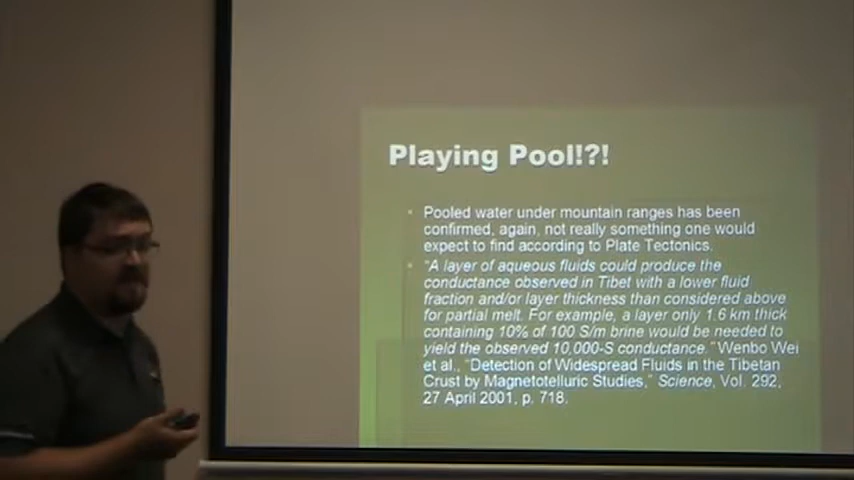 Playing Pool!?!
Pooled water under mountain ranges has been
confirmed, again, not really something one would
expect to find according to Plate Tectonics.
"A layer of aqueous fluids could produce the
conductance observed in Tibet with a lower fluid
fraction and/or layer thickness than considered above
for partial melt. For example, a layer only 1.6 km thick
containing 10% of 100 S/m brine would be needed to
yield the observed 10,000-S conductance." Wenbo Wei
et al., "Detection of Widespread Fluids in the Tibetan
Crust by Magnetotelluric Studies," Science, Vol. 292,
27 April 2001, p. 718.